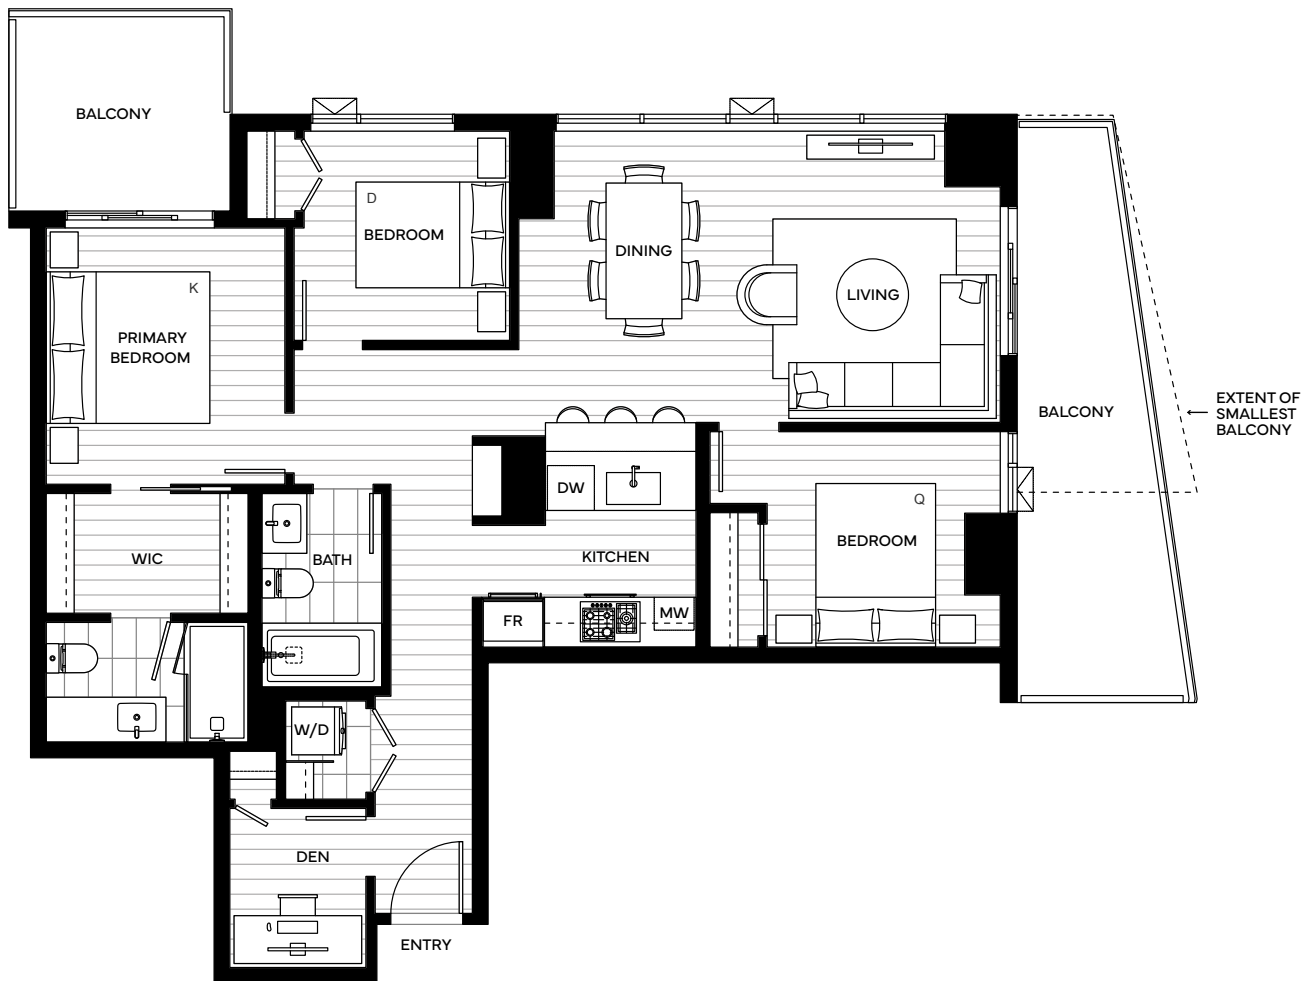 BALCONY
D
BEDROOM
DINING
LIVING
K
PRIMARY
BEDROOM
EXTENT OF
SMALLEST
BALCONY
BALCONY
DW
Q
BEDROOM
KITCHEN
WIC
BATH
FR
MW
W/D
DEN
ENTRY